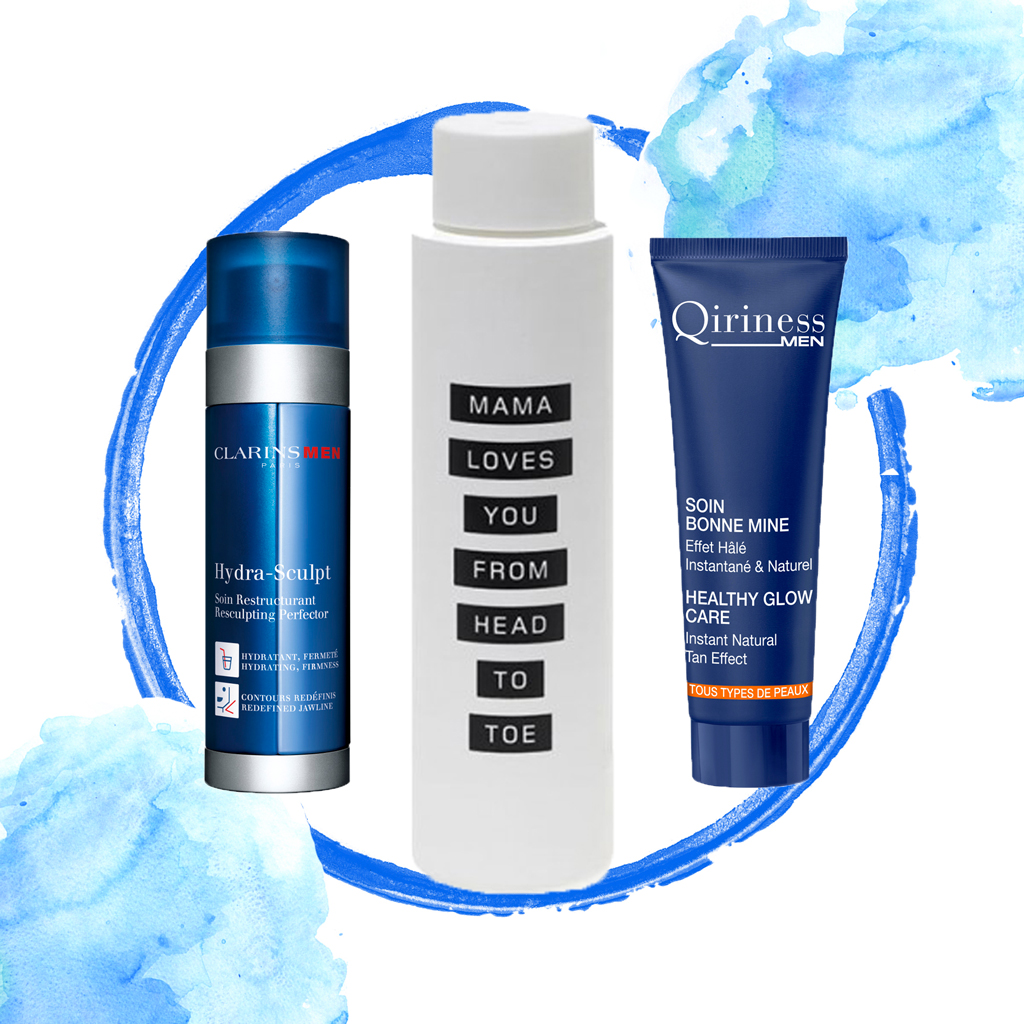 CLARINS MEN
PARIS
Hydra-Sculpt
Soin Restructurant
Resculpting Perfector
HYDRATANT, FERMETÉ
HYDRATING, FIRMNESS
CONTOURS REDÉFINIS
REDEFINED JAWLINE
MAMA
LOVES
YOU
FROM
HEAD
TO
TOE
Qiriness
MEN
SOIN
BONNE MINE
Effet Hâlé
Instantané & Naturel
HEALTHY GLOW
CARE
Instant Natural
Tan Effect
TOUS TYPES DE PEAUX